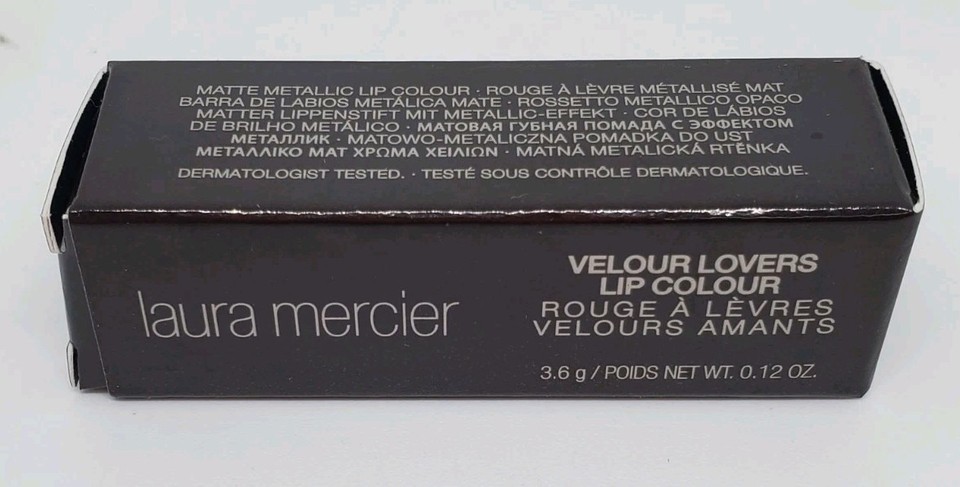 MATTE METALLIC LIP COLOUR · ROUGE À LÈVRE MÉTALLISÉ MAT
BARRA DE LABIOS METÁLICA MATE · ROSSETTO METALLICO OPACO
MATTER LIPPENSTIFT MIT METALLIC-EFFEKT · COR DE LÁBIOS
DE BRILHO METÁLICO · МАТОВАЯ ГУБНАЯ ПОМАДА С ЭФФЕКТОМ
МЕТАЛЛИК · MATOWO-METALICZNA POMADKA DO UST
ΜΕΤΑΛΛΙΚΟ ΜΑΤ ΧΡΩΜΑ ΧΕΙΛΙΩΝ · MATNÁ METALICKÁ RTĚNKA
DERMATOLOGIST TESTED. · TESTÉ SOUS CONTRÔLE DERMATOLOGIQUE.
laura mercier
VELOUR LOVERS
LIP COLOUR
ROUGE À LÈVRES
VELOURS AMANTS
3.6 g / POIDS NET WT. 0.12 OZ.